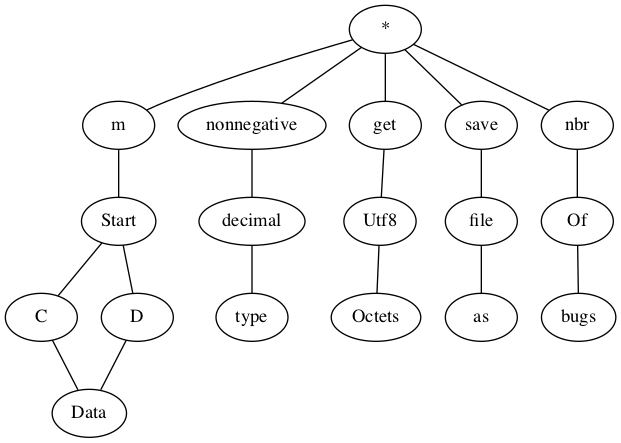 *
m nonnegative get save nbr
Start decimal Utf8 file Of
C D type Octets as bugs
Data